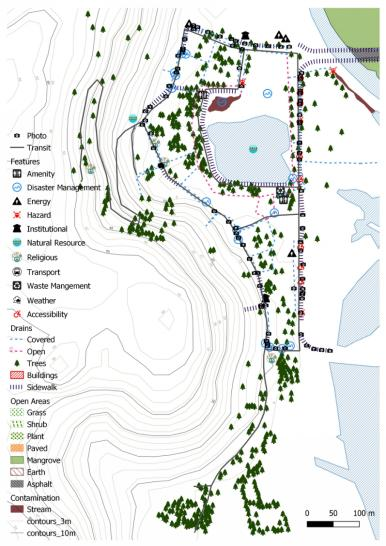 Photo
Transit
Features
Amenity
Disaster Management
Energy
Hazard
Institutional
Natural Resource
Religious
Transport
Waste Mangement
Weather
Accessibility
Drains
Covered
Open
Trees
Buildings
Sidewalk
Open Areas
Grass
Shrub
Plant
Paved
Mangrove
Earth
Asphalt
Contamination
Stream
contours_3m
contours_10m
0 50 100 m